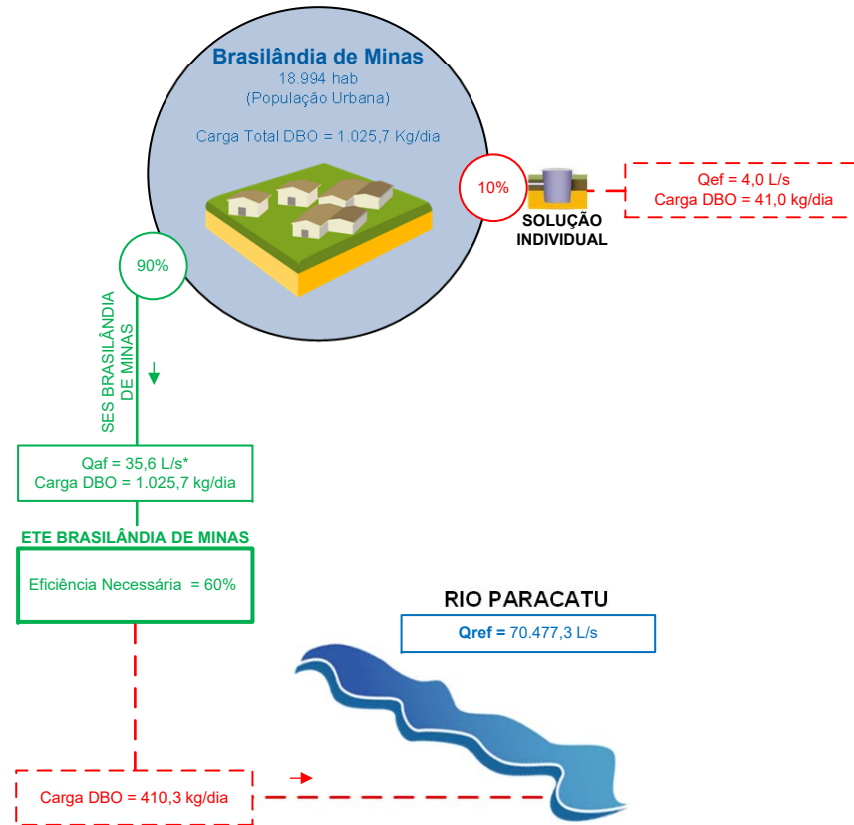 Brasilândia de Minas
18.994 hab
(População Urbana)
Carga Total DBO = 1.025,7 Kg/dia
10%
SOLUÇÃO
INDIVIDUAL
Qef = 4,0 L/s
Carga DBO = 41,0 kg/dia
90%
SES BRASILÂNDIA
DE MINAS
Qaf = 35,6 L/s*
Carga DBO = 1.025,7 kg/dia
ETE BRASILÂNDIA DE MINAS
Eficiência Necessária = 60%
RIO PARACATU
Qref = 70.477,3 L/s
Carga DBO = 410,3 kg/dia